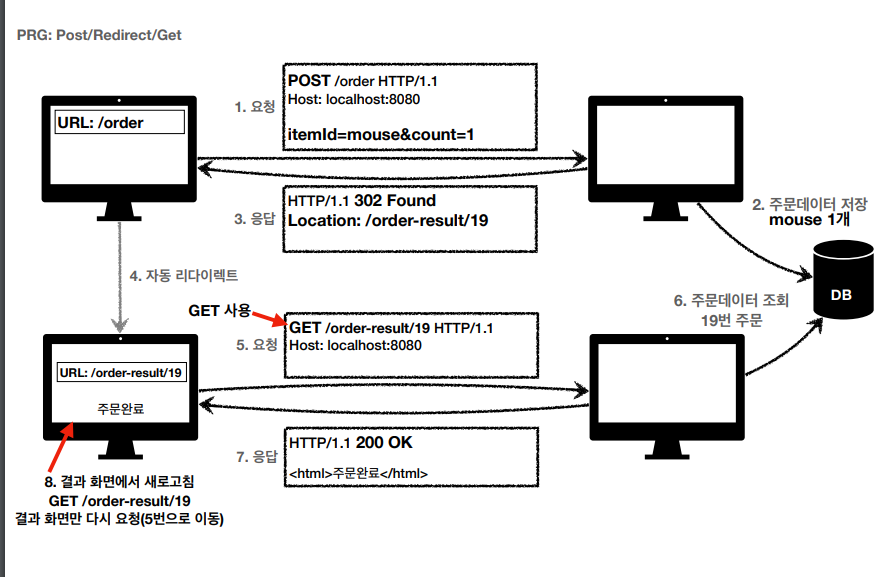 PRG: Post/Redirect/Get
URL: /order
1. 요청
POST /order HTTP/1.1
Host: localhost:8080
itemId=mouse&count=1
3. 응답
HTTP/1.1 302 Found
Location: /order-result/19
2. 주문데이터 저장
mouse 1개
DB
4. 자동 리다이렉트
GET 사용
5. 요청
GET /order-result/19 HTTP/1.1
Host: localhost:8080
6. 주문데이터 조회
19번 주문
URL: /order-result/19
주문완료
7. 응답
HTTP/1.1 200 OK
<html>주문완료</html>
8. 결과 화면에서 새로고침
GET /order-result/19
결과 화면만 다시 요청(5번으로 이동)